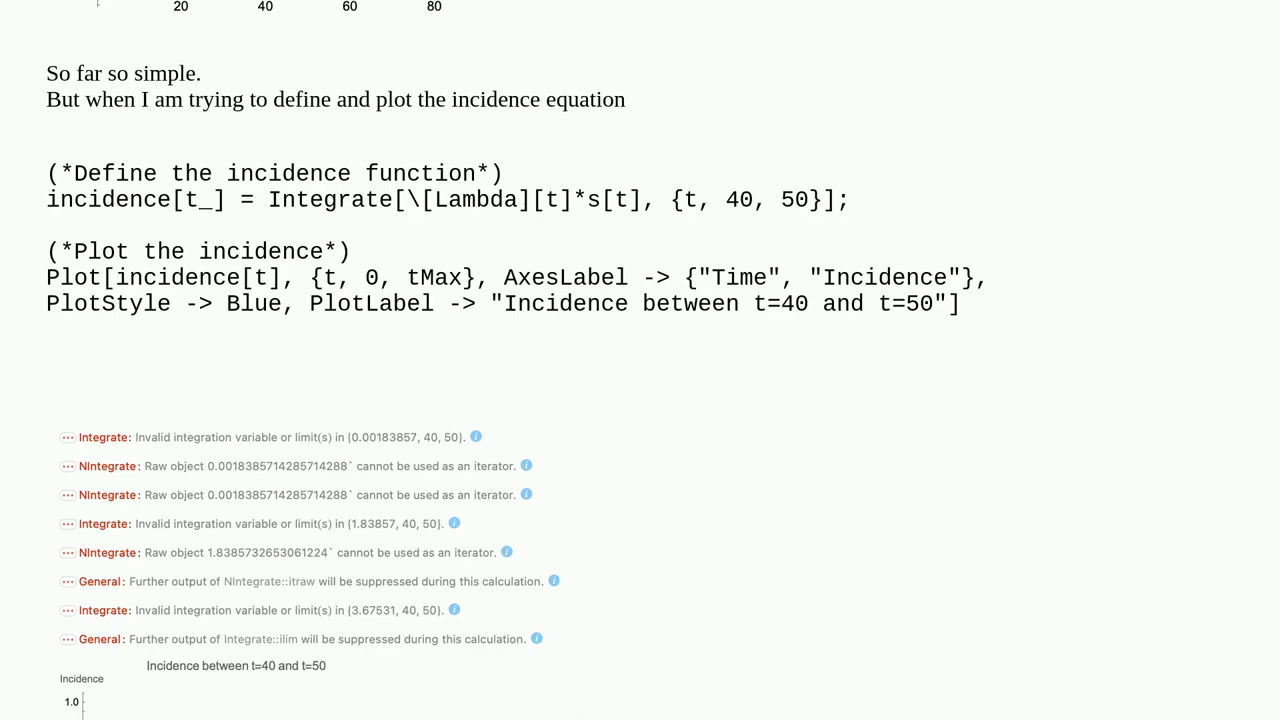 20 40 60 80
So far so simple.
But when I am trying to define and plot the incidence equation
(*Define the incidence function*)
incidence[t_] = Integrate[\[Lambda][t]*s[t], {t, 40, 50}];
(*Plot the incidence*)
Plot[incidence[t], {t, 0, tMax}, AxesLabel -> {"Time", "Incidence"},
PlotStyle -> Blue, PlotLabel -> "Incidence between t=40 and t=50"]
Integrate: Invalid integration variable or limit(s) in {0.00183857, 40, 50}.
NIntegrate: Raw object 0.0018385714285714288` cannot be used as an iterator.
NIntegrate: Raw object 0.0018385714285714288` cannot be used as an iterator.
Integrate: Invalid integration variable or limit(s) in {1.83857, 40, 50}.
NIntegrate: Raw object 1.8385732653061224` cannot be used as an iterator.
General: Further output of NIntegrate::itraw will be suppressed during this calculation.
Integrate: Invalid integration variable or limit(s) in {3.67531, 40, 50}.
General: Further output of Integrate::ilim will be suppressed during this calculation.
Incidence between t=40 and t=50
Incidence
1.0